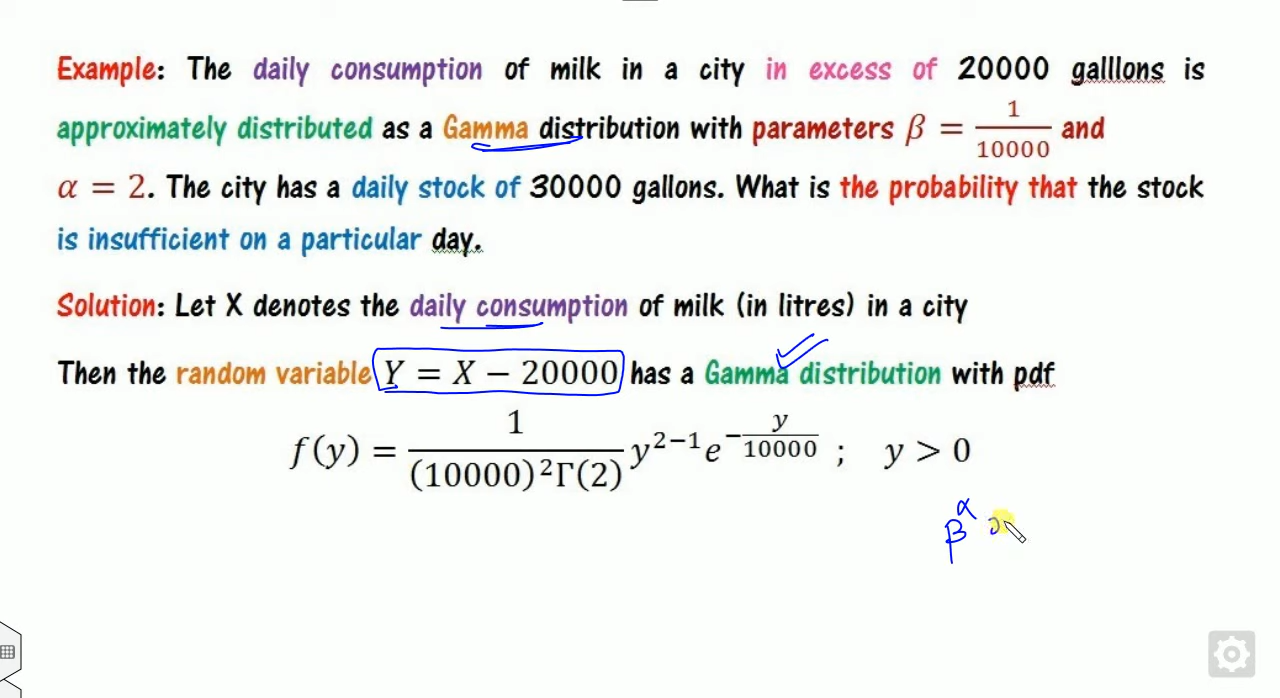 Example: The daily consumption of milk in a city in excess of 20000 galllons is
approximately distributed as a Gamma distribution with parameters β = 1/10000 and
α = 2. The city has a daily stock of 30000 gallons. What is the probability that the stock
is insufficient on a particular day.
Solution: Let X denotes the daily consumption of milk (in litres) in a city
Then the random variable Y = X − 20000 has a Gamma distribution with pdf
f(y) = 1/((10000)²Γ(2)) y²⁻¹ e^(−y/10000) ; y > 0
β^α